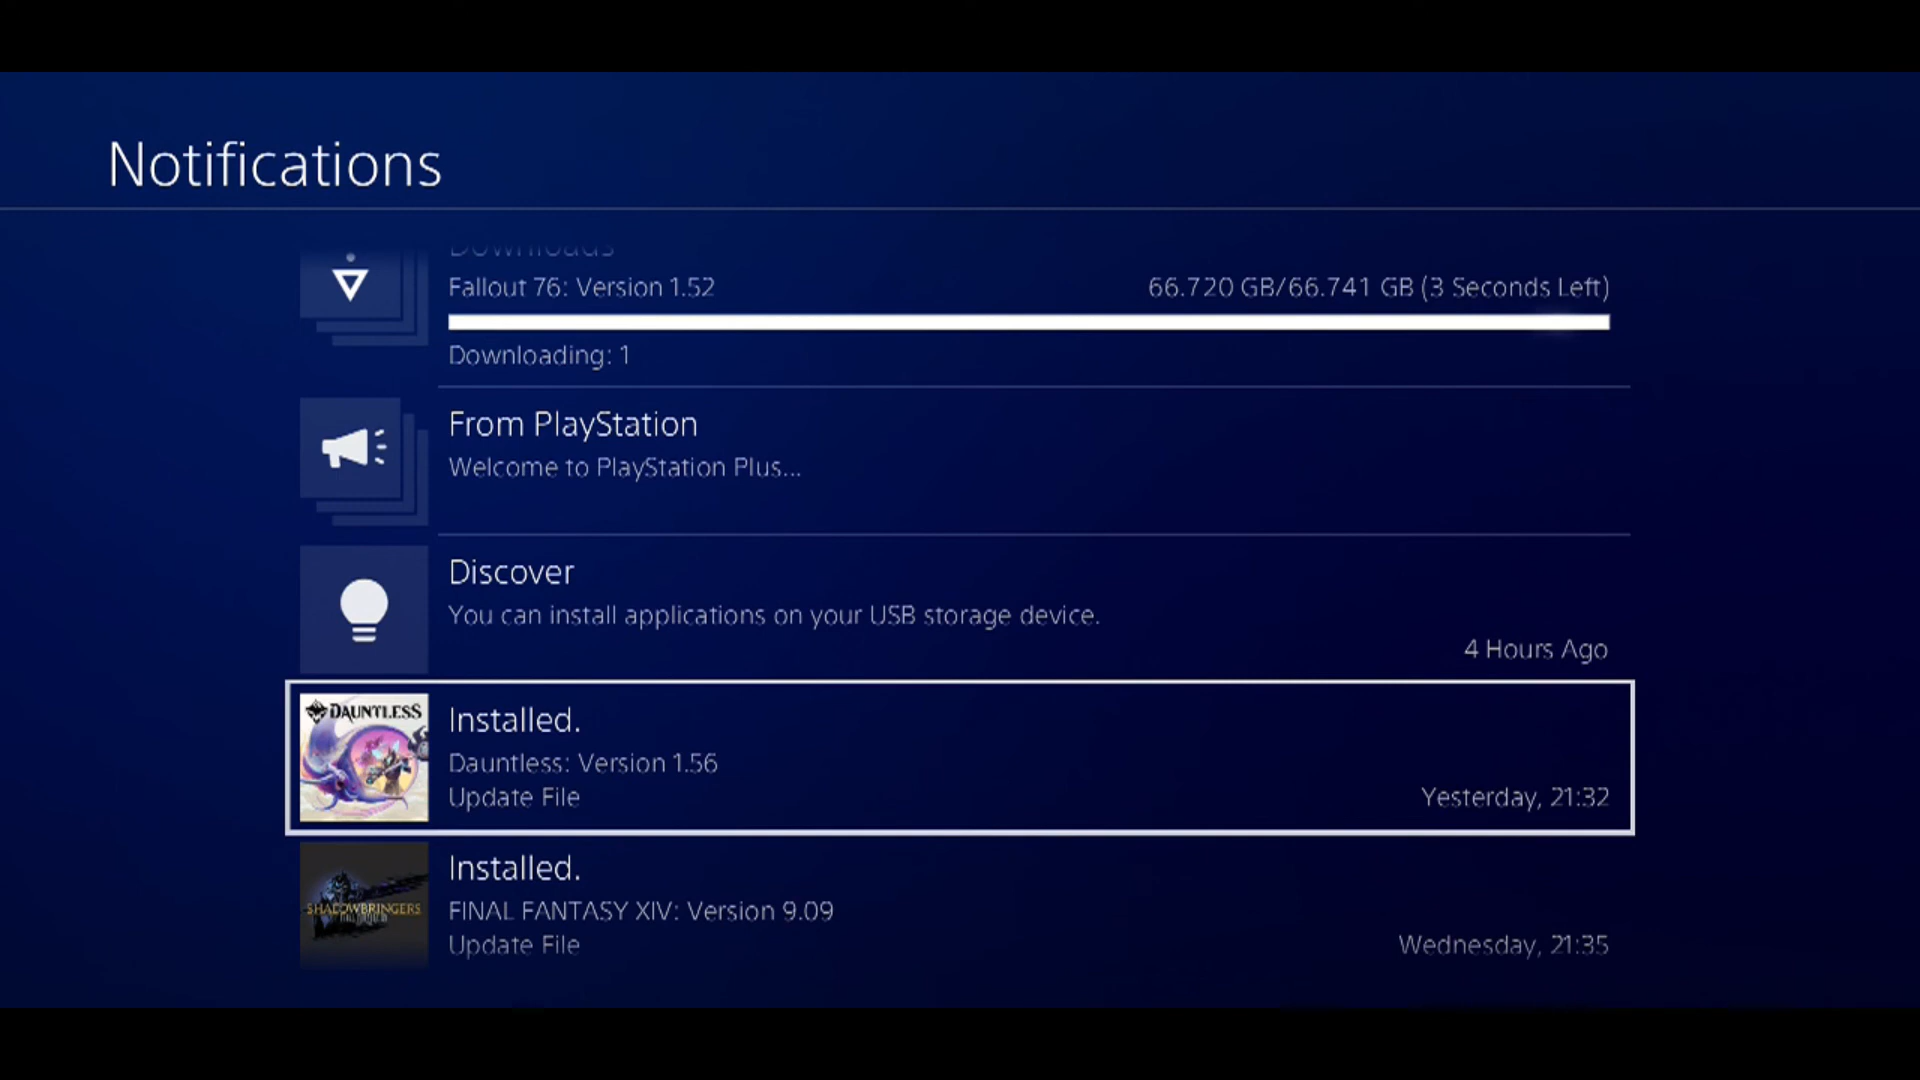 Notifications
Downloads
Fallout 76: Version 1.52
66.720 GB/66.741 GB (3 Seconds Left)
Downloading: 1
From PlayStation
Welcome to PlayStation Plus...
Discover
You can install applications on your USB storage device.
4 Hours Ago
DAUNTLESS
Installed.
Dauntless: Version 1.56
Update File
Yesterday, 21:32
SHADOWBRINGERS
Installed.
FINAL FANTASY XIV: Version 9.09
Update File
Wednesday, 21:35